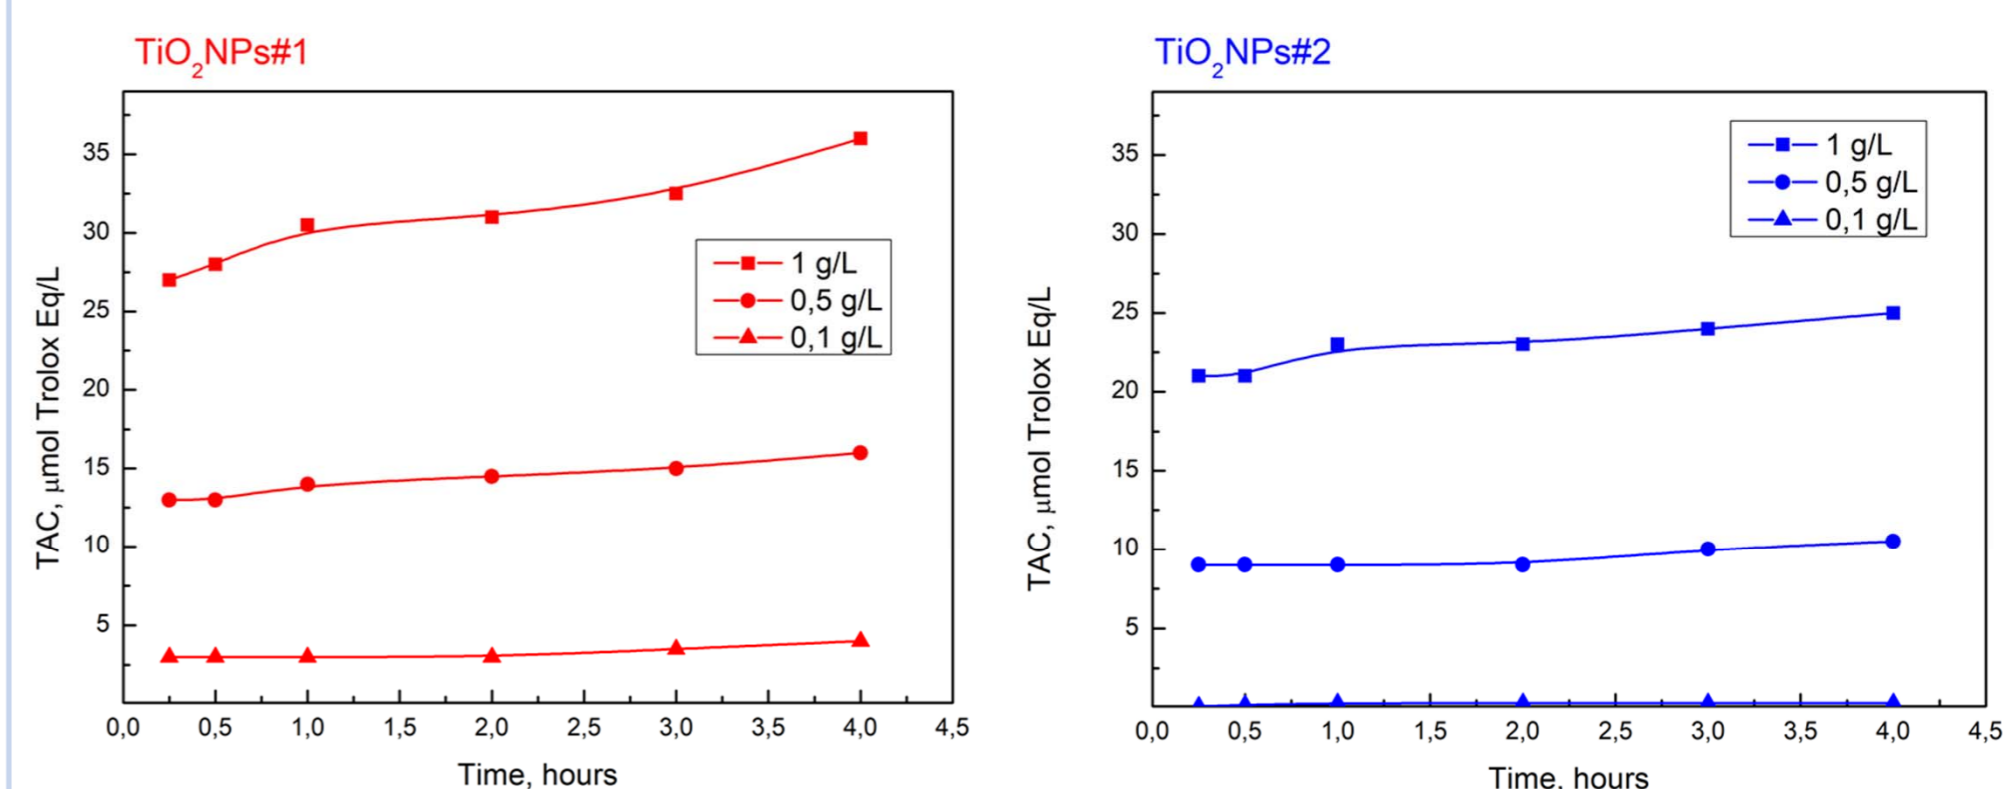 TiO2NPs#1
35
30
25
20
15
10
5
TAC, μmol Trolox Eq/L
1 g/L
0,5 g/L
0,1 g/L
0,0 0,5 1,0 1,5 2,0 2,5 3,0 3,5 4,0 4,5
Time, hours
TiO2NPs#2
35
30
25
20
15
10
5
TAC, μmol Trolox Eq/L
1 g/L
0,5 g/L
0,1 g/L
0,0 0,5 1,0 1,5 2,0 2,5 3,0 3,5 4,0 4,5
Time, hours